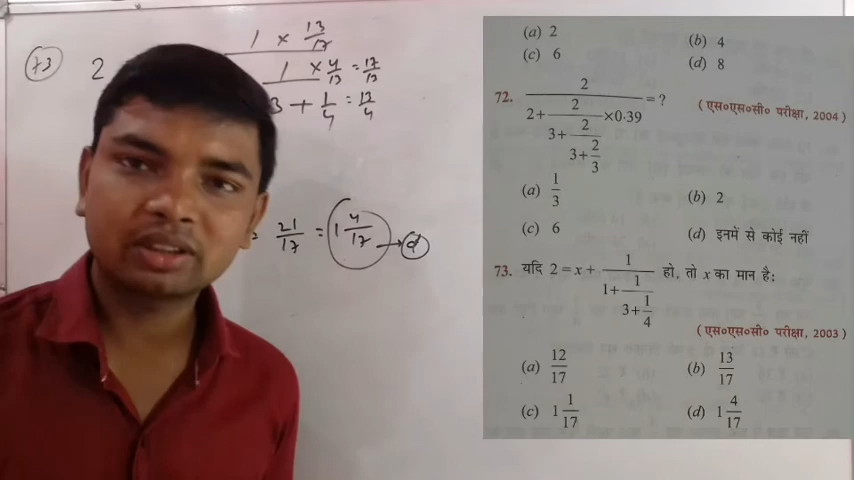 73
2
1 × 13/17
1 × 4/13 = 17/13
3 + 1/4 = 13/4
= 21/17 = 1 4/17 → d
(a) 2
(b) 4
(c) 6
(d) 8
72. 2/(2+2/(3+2/(3+2/3))×0·39) = ?
(एस०एस०सी० परीक्षा, 2004)
(a) 1/3
(b) 2
(c) 6
(d) इनमें से कोई नहीं
73. यदि 2 = x + 1/(1+1/(3+1/4)) हो, तो x का मान है:
(एस०एस०सी० परीक्षा, 2003)
(a) 12/17
(b) 13/17
(c) 1 1/17
(d) 1 4/17